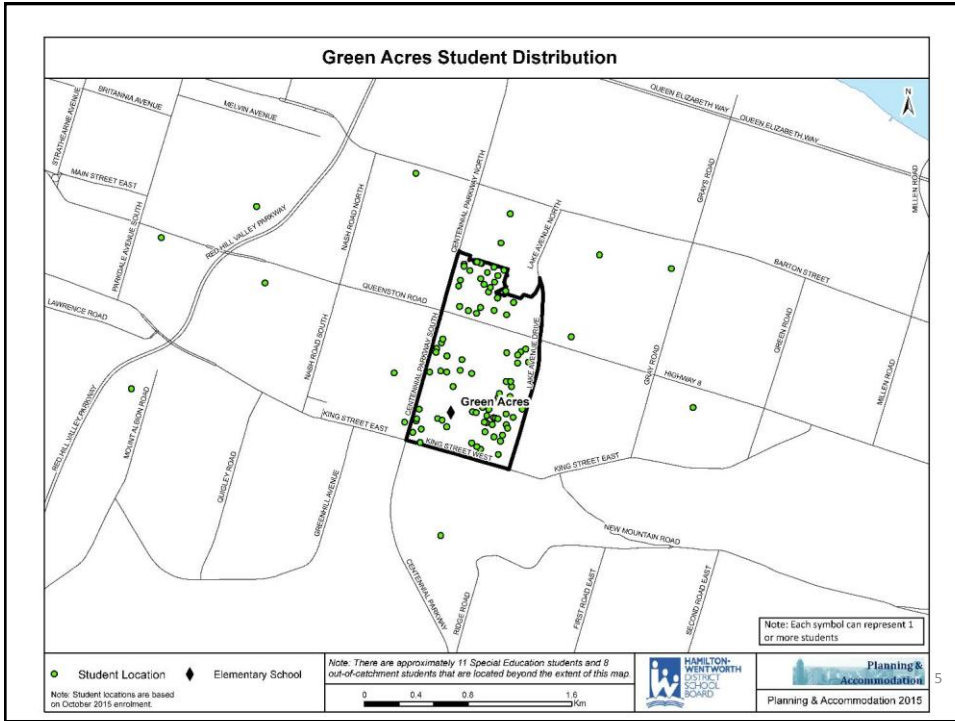 Green Acres Student Distribution
BRITANNIA AVENUE
MELVIN AVENUE
STRATHEARNE AVENUE
MAIN STREET EAST
PARKDALE AVENUE SOUTH
LAWRENCE ROAD
RED HILL VALLEY PARKWAY
RED HILL VALLEY PARKWAY
MOUNT ALBION ROAD
QUIGLEY ROAD
GREENHILL AVENUE
NASH ROAD NORTH
NASH ROAD SOUTH
QUEENSTON ROAD
KING STREET EAST
CENTENNIAL PARKWAY NORTH
CENTENNIAL PARKWAY SOUTH
LAKE AVENUE NORTH
LAKE AVENUE DRIVE
Green Acres
KING STREET WEST
KING STREET EAST
QUEEN ELIZABETH WAY
QUEEN ELIZABETH WAY
N
GRAYS ROAD
MILLEN ROAD
BARTON STREET
GRAY ROAD
GREEN ROAD
HIGHWAY 8
MILLEN ROAD
NEW MOUNTAIN ROAD
CENTENNIAL PARKWAY
RIDGE ROAD
FIRST ROAD EAST
SECOND ROAD EAST
Note: Each symbol can represent 1
or more students
Student Location
Elementary School
Note: Student locations are based
on October 2015 enrolment.
Note: There are approximately 11 Special Education students and 8
out-of-catchment students that are located beyond the extent of this map.
0 0.4 0.8 1.6
Km
HAMILTON-
WENTWORTH
DISTRICT
SCHOOL
BOARD
Planning &
Accommodation
Planning & Accommodation 2015
5